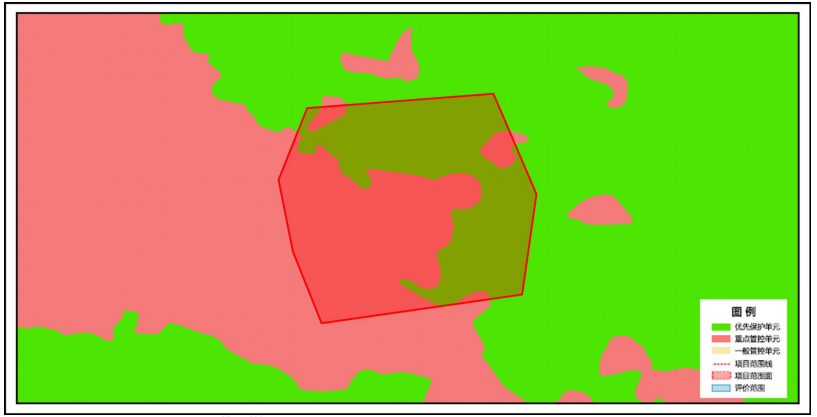 图 例
优先保护单元
重点管控单元
一般管控单元
项目范围线
项目范围面
评价范围